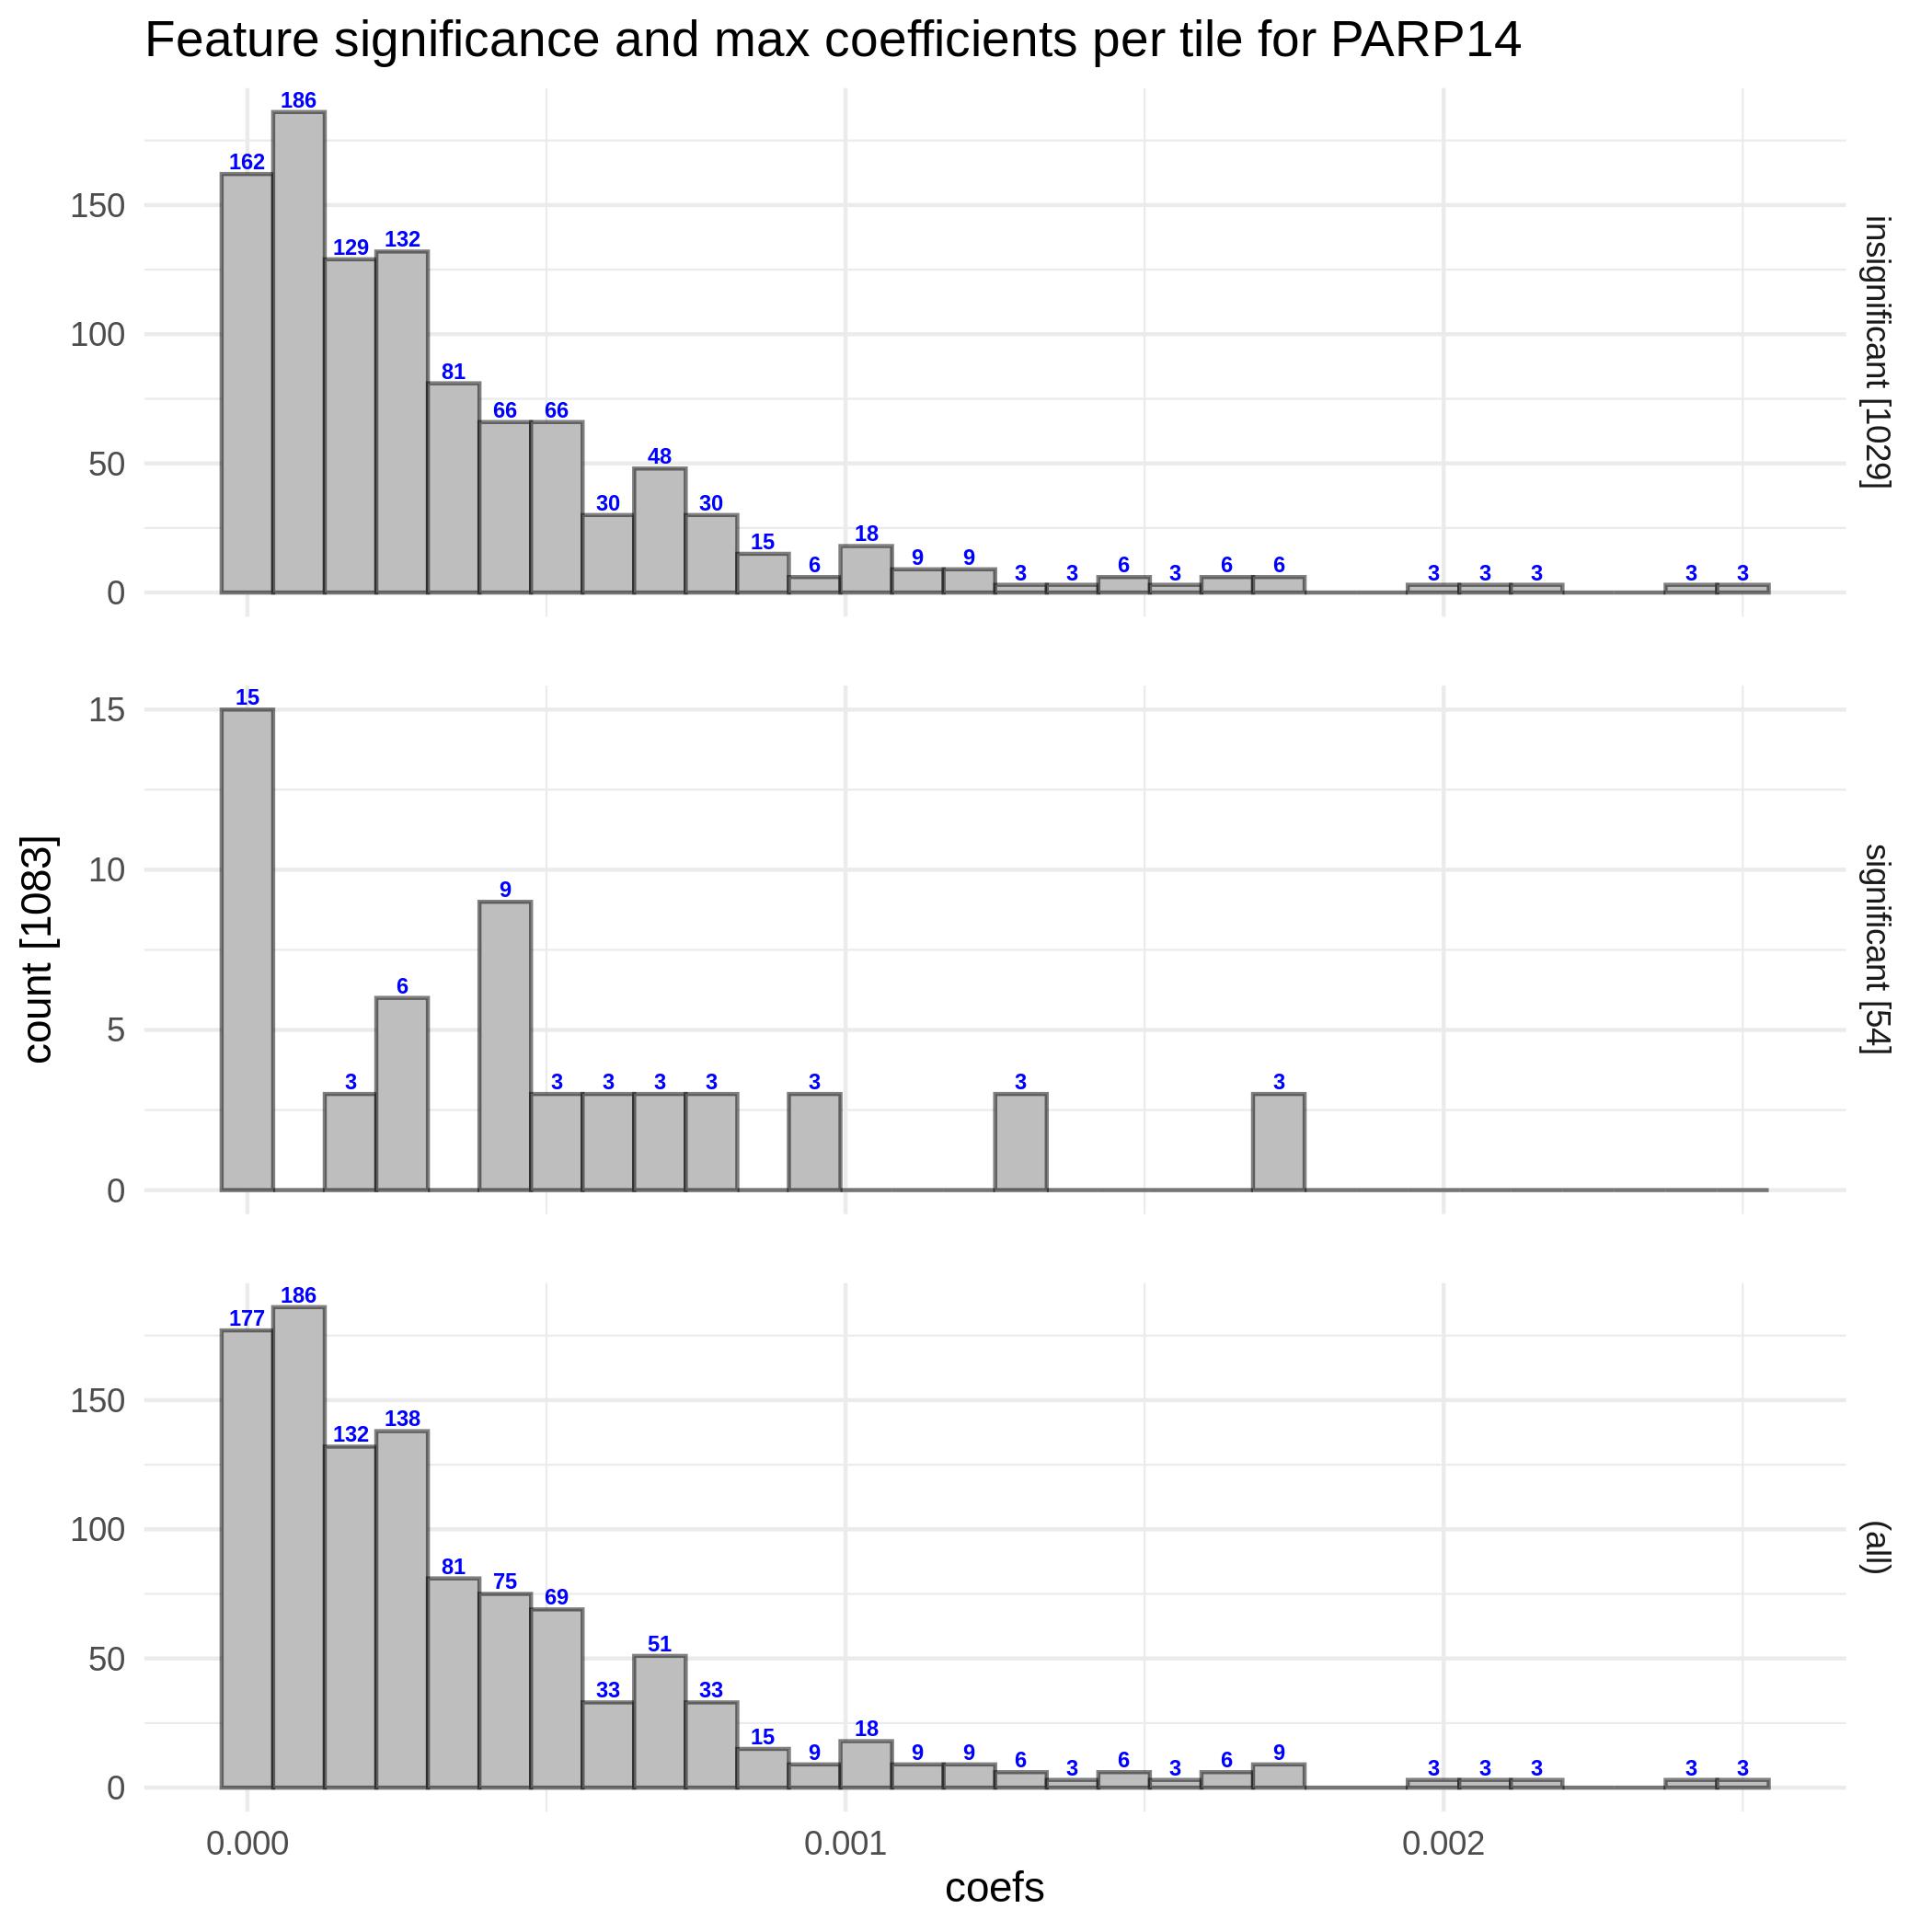 Feature significance and max coefficients per tile for PARP14
186
162
129 132
81
66 66
30 48 30
15 6 18 9 9 3 3 6 3 6 6 3 3 3 3 3
150
100
50
0
insignificant [1029]
15
3 6 9 3 3 3 3 3 3 3
15
10
5
0
significant [54]
count [1083]
186
177
132 138
81 75 69
33 51 33
15 9 18 9 9 6 3 6 3 6 9 3 3 3 3 3
150
100
50
0
(all)
0.000 0.001 0.002
coefs